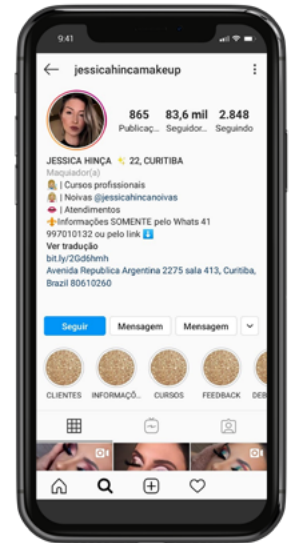 9:41
jessicahincamakeup
865 83,6 mil 2.848
Publicaç... Seguidor... Seguindo
JESSICA HINÇA 22, CURITIBA
Maquiador(a)
| Cursos profissionais
| Noivas @jessicahincanoivas
| Atendimentos
Informações SOMENTE pelo Whats 41
997010132 ou pelo link
Ver tradução
bit.ly/2Gd6hmh
Avenida Republica Argentina 2275 sala 413, Curitiba,
Brazil 80610260
Seguir Mensagem Mensagem
CLIENTES INFORMAÇÕ... CURSOS FEEDBACK DEB